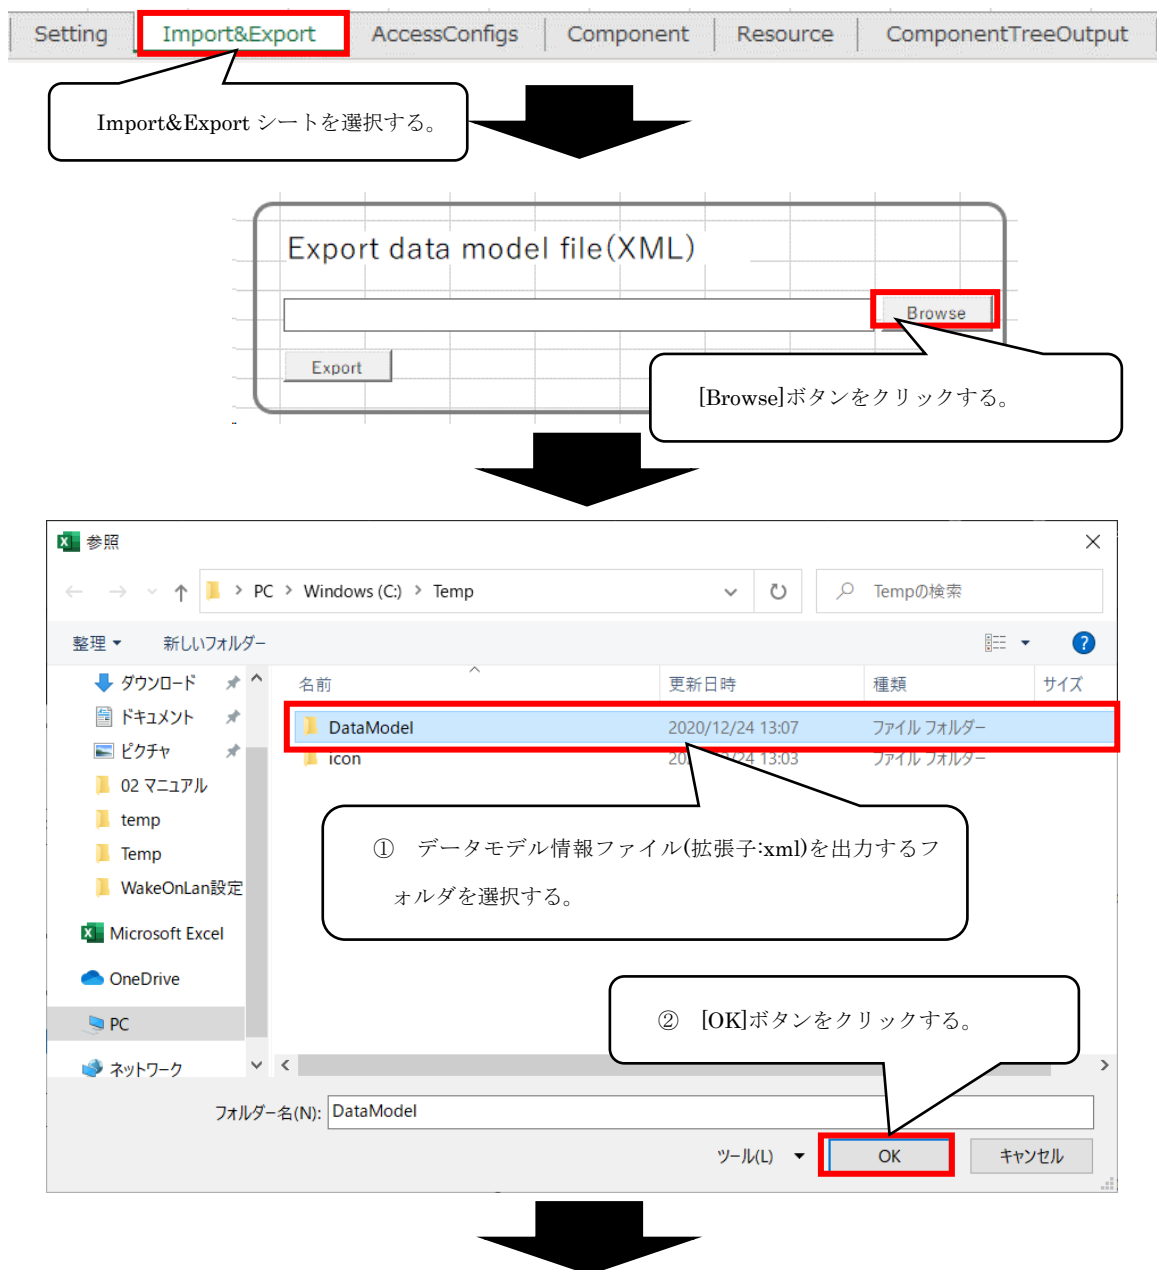 Setting Import&Export AccessConfigs Component Resource ComponentTreeOutput
Import&Export シートを選択する。
Export data model file(XML)
Browse
Export
[Browse]ボタンをクリックする。
参照
PC > Windows (C:) > Temp
Tempの検索
整理 新しいフォルダー
名前 更新日時 種類 サイズ
ダウンロード
ドキュメント
ピクチャ
02 マニュアル
temp
Temp
WakeOnLan設定
Microsoft Excel
OneDrive
PC
ネットワーク
DataModel 2020/12/24 13:07 ファイル フォルダー
icon 13:03 ファイル フォルダー
① データモデル情報ファイル(拡張子:xml)を出力するフ
ォルダを選択する。
② [OK]ボタンをクリックする。
フォルダー名(N): DataModel
ツール(L) OK キャンセル